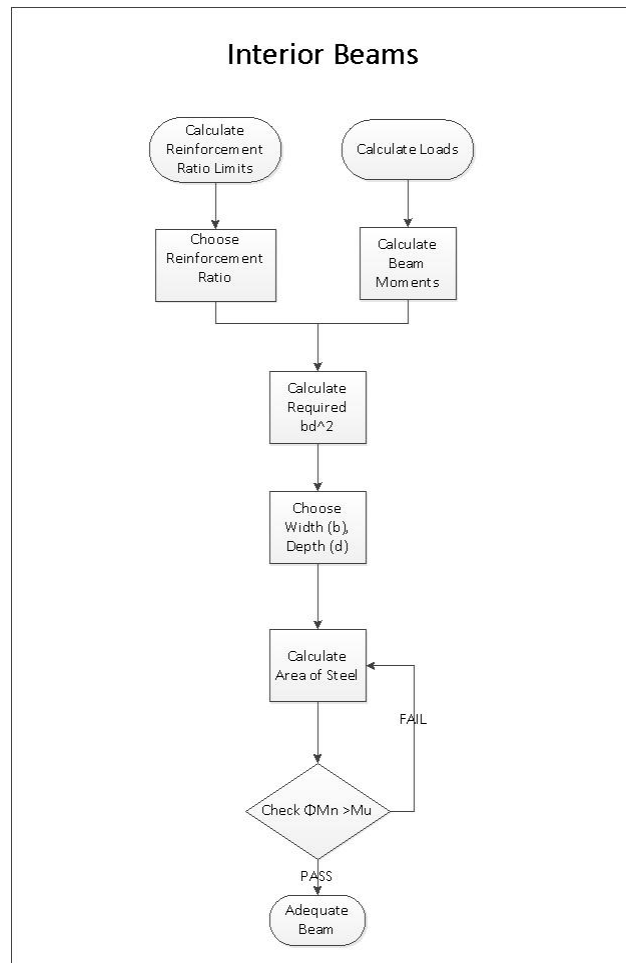 Interior Beams
Calculate
Reinforcement
Ratio Limits
Calculate Loads
Choose
Reinforcement
Ratio
Calculate
Beam
Moments
Calculate
Required
bd^2
Choose
Width (b),
Depth (d)
Calculate
Area of Steel
FAIL
Check ΦMn >Mu
PASS
Adequate
Beam